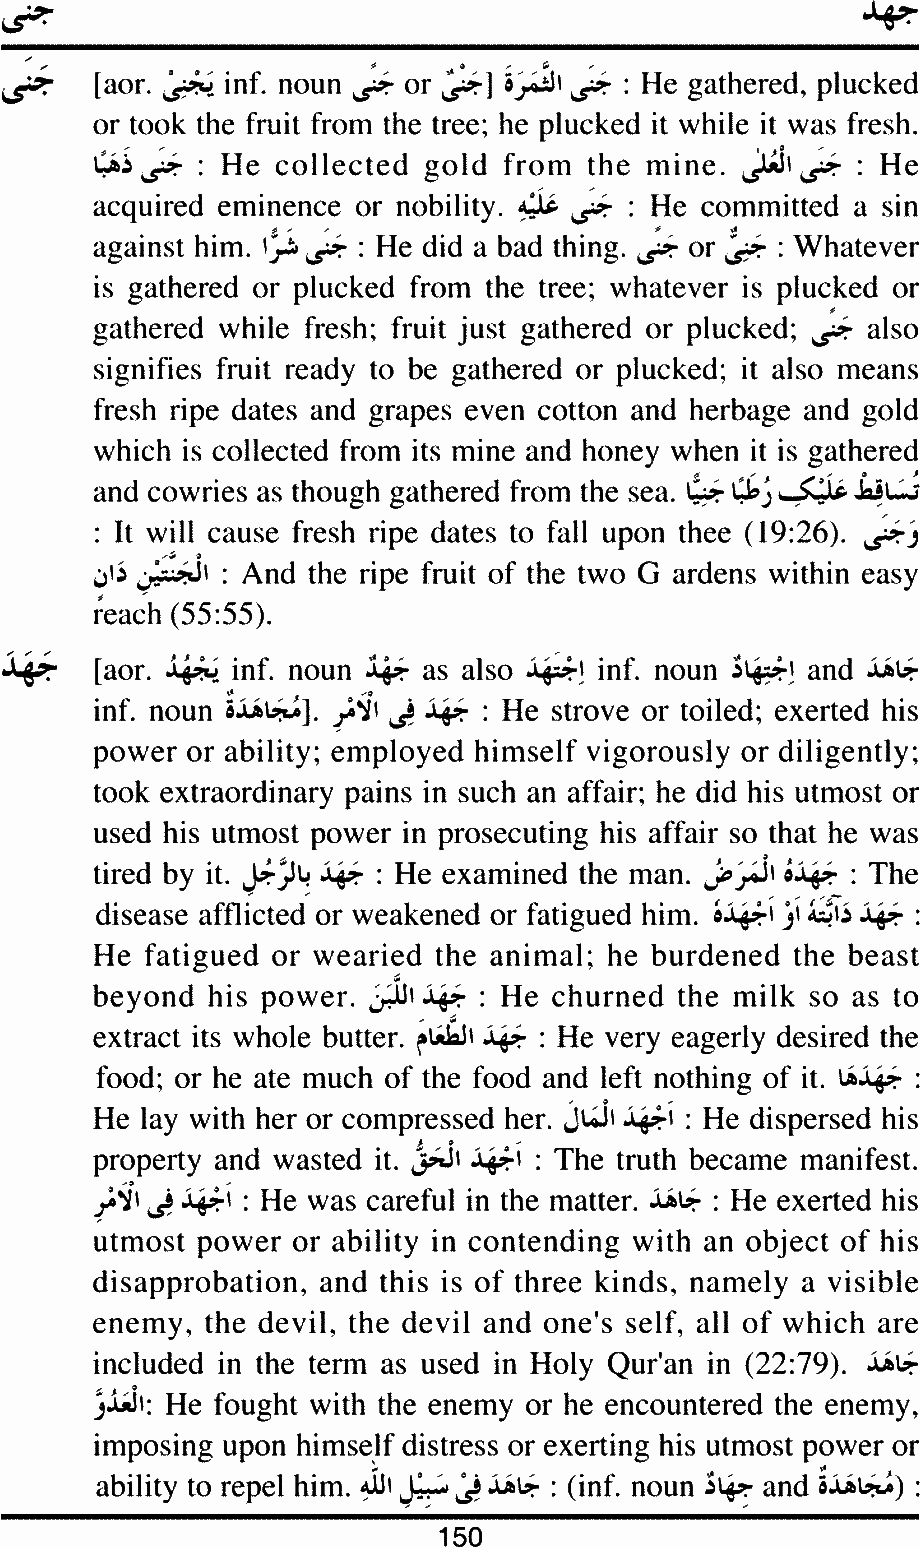 جنی جهد
جَنَی [aor. يَجْنِیْ inf. noun جَنًی or جَنْیٌ] جَنَی الثَّمَرَةَ : He gathered, plucked
or took the fruit from the tree; he plucked it while it was fresh.
جَنَی ذَهَبًا : He collected gold from the mine. جَنَی الْعُلٰی : He
acquired eminence or nobility. جَنَی عَلَيْهِ : He committed a sin
against him. جَنَی شَرًّا : He did a bad thing. جَنًی or جَنِیٌّ : Whatever
is gathered or plucked from the tree; whatever is plucked or
gathered while fresh; fruit just gathered or plucked; جَنًی also
signifies fruit ready to be gathered or plucked; it also means
fresh ripe dates and grapes even cotton and herbage and gold
which is collected from its mine and honey when it is gathered
and cowries as though gathered from the sea. تُسَاقِطْ عَلَيْکِ رُطَبًا جَنِيًّا
: It will cause fresh ripe dates to fall upon thee (19:26). وَجَنَی
الْجَنَّتَيْنِ دَانٍ : And the ripe fruit of the two G ardens within easy
reach (55:55).
جَهَدَ [aor. يَجْهُدُ inf. noun جَهْدٌ as also اِجْتَهَدَ inf. noun اِجْتِهَادٌ and جَاهَدَ
inf. noun مُجَاهَدَةٌ]. جَهَدَ فِی الْاَمْرِ : He strove or toiled; exerted his
power or ability; employed himself vigorously or diligently;
took extraordinary pains in such an affair; he did his utmost or
used his utmost power in prosecuting his affair so that he was
tired by it. جَهَدَ بِالرَّجُلِ : He examined the man. جَهَدَهُ الْمَرَضُ : The
disease afflicted or weakened or fatigued him. جَهَدَ دَآبَّتَهُ اَوْ اَجْهَدَهُ :
He fatigued or wearied the animal; he burdened the beast
beyond his power. جَهَدَ اللَّبَنَ : He churned the milk so as to
extract its whole butter. جَهَدَ الطَّعَامَ : He very eagerly desired the
food; or he ate much of the food and left nothing of it. جَهَدَهَا :
He lay with her or compressed her. اَجْهَدَ الْمَالَ : He dispersed his
property and wasted it. اَجْهَدَ الْحَقُّ : The truth became manifest.
اَجْهَدَ فِی الْاَمْرِ : He was careful in the matter. جَاهَدَ : He exerted his
utmost power or ability in contending with an object of his
disapprobation, and this is of three kinds, namely a visible
enemy, the devil, the devil and one's self, all of which are
included in the term as used in Holy Qur'an in (22:79). جَاهَدَ
الْعَدُوَّ: He fought with the enemy or he encountered the enemy,
imposing upon himself distress or exerting his utmost power or
ability to repel him. جَاهَدَ فِیْ سَبِيْلِ اللّٰهِ : (inf. noun جِهَادٌ and مُجَاهَدَةٌ) :
150